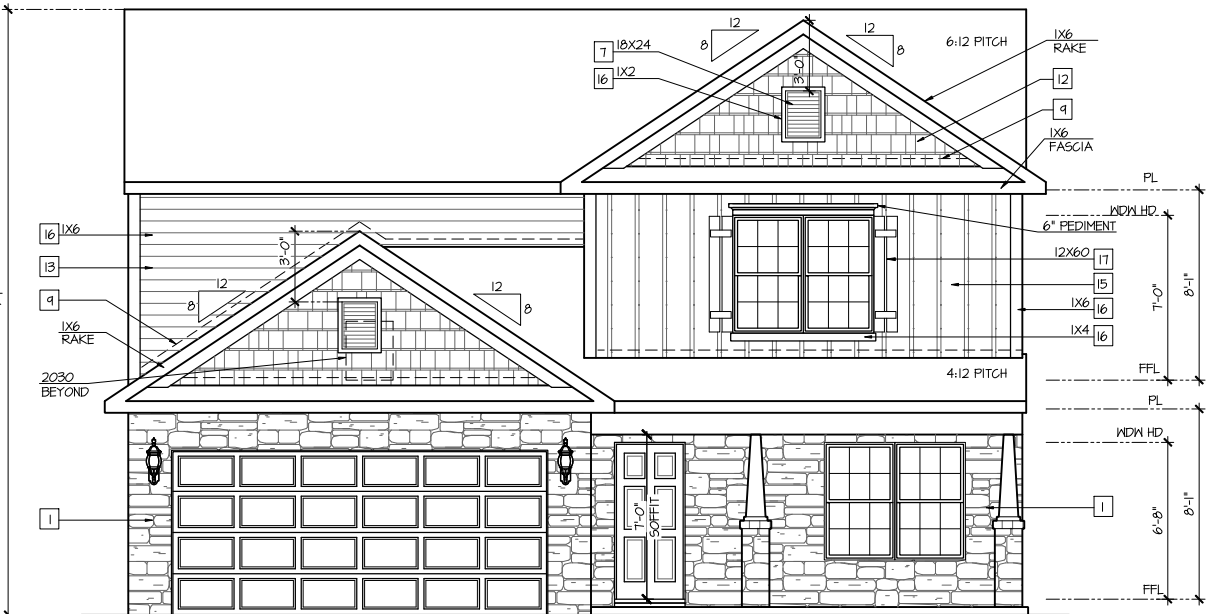 12
8
12
8
6:12 PITCH
1X6
RAKE
7 18X24
16 1X2
3'-0"
12
9
1X6
FASCIA
PL
WDW HD
6" PEDIMENT
16 1X6
13
9
3'-0"
12
8
12
8
12X60 17
15
1X6 16
1X4 16
7'-0"
8'-1"
1X6
RAKE
2030
BEYOND
4:12 PITCH
FFL
PL
WDW HD
1
7'-0"
SOFFIT
1
6'-8"
8'-1"
FFL